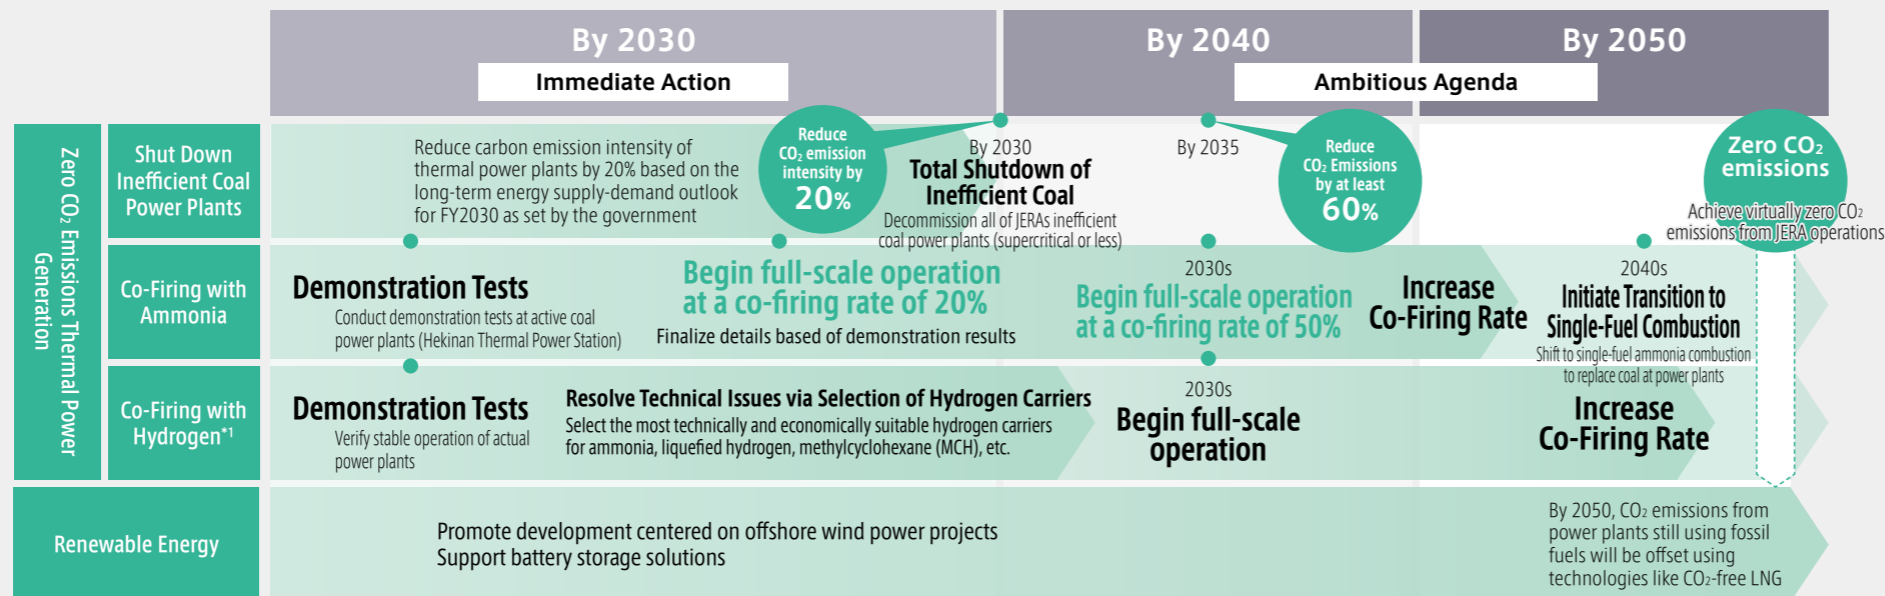 By 2030
Immediate Action
By 2040
By 2050
Ambitious Agenda
Zero CO2 Emissions Thermal Power
Generation
Shut Down
Inefficient Coal
Power Plants
Reduce carbon emission intensity of
thermal power plants by 20% based on the
long-term energy supply-demand outlook
for FY2030 as set by the government
Reduce
CO2 emission
intensity by
20%
By 2030
Total Shutdown of
Inefficient Coal
Decommission all of JERAs inefficient
coal power plants (supercritical or less)
By 2035
Reduce
CO2 Emissions
by at least
60%
Zero CO2
emissions
Achieve virtually zero CO2
emissions from JERA operations
Co-Firing with
Ammonia
Demonstration Tests
Conduct demonstration tests at active coal
power plants (Hekinan Thermal Power Station)
Begin full-scale operation
at a co-firing rate of 20%
Finalize details based of demonstration results
2030s
Begin full-scale operation
at a co-firing rate of 50%
Increase
Co-Firing Rate
2040s
Initiate Transition to
Single-Fuel Combustion
Shift to single-fuel ammonia combustion
to replace coal at power plants
Co-Firing with
Hydrogen*1
Demonstration Tests
Verify stable operation of actual
power plants
Resolve Technical Issues via Selection of Hydrogen Carriers
Select the most technically and economically suitable hydrogen carriers
for ammonia, liquefied hydrogen, methylcyclohexane (MCH), etc.
2030s
Begin full-scale
operation
Increase
Co-Firing Rate
Renewable Energy
Promote development centered on offshore wind power projects
Support battery storage solutions
By 2050, CO2 emissions from
power plants still using fossil
fuels will be offset using
technologies like CO2-free LNG